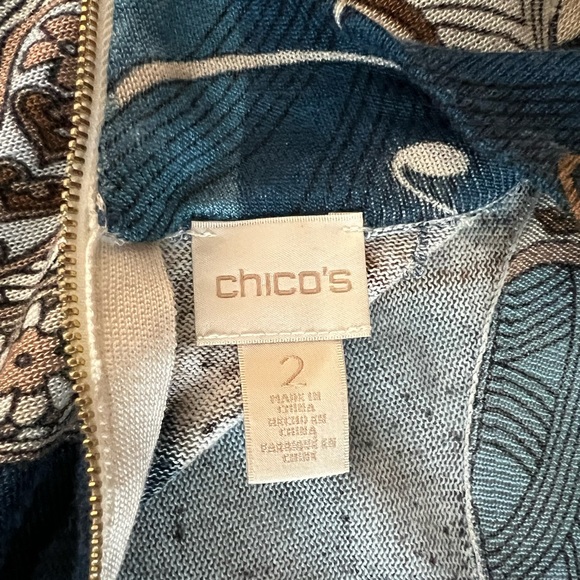 chico's
2
MADE IN
CHINA
HECHO EN
CHINA
FABRIQUÉ EN
CHINE